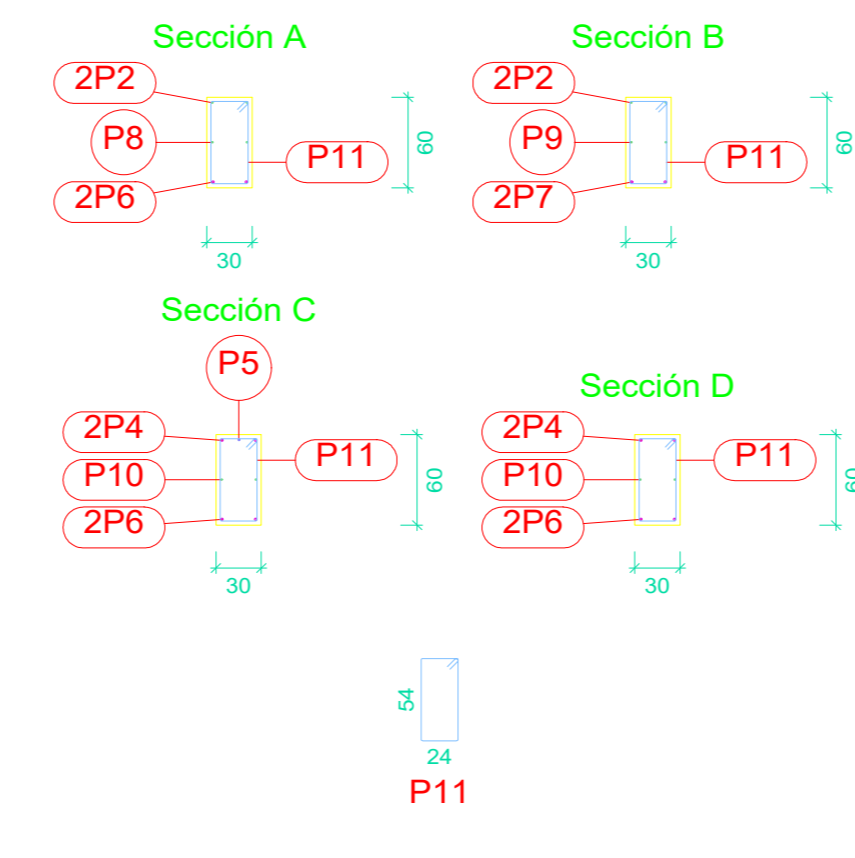 Sección A
2P2
P8
2P6
P11
60
30
Sección B
2P2
P9
2P7
P11
60
30
Sección C
P5
2P4
P10
2P6
P11
60
30
Sección D
2P4
P10
2P6
P11
60
30
54
24
P11